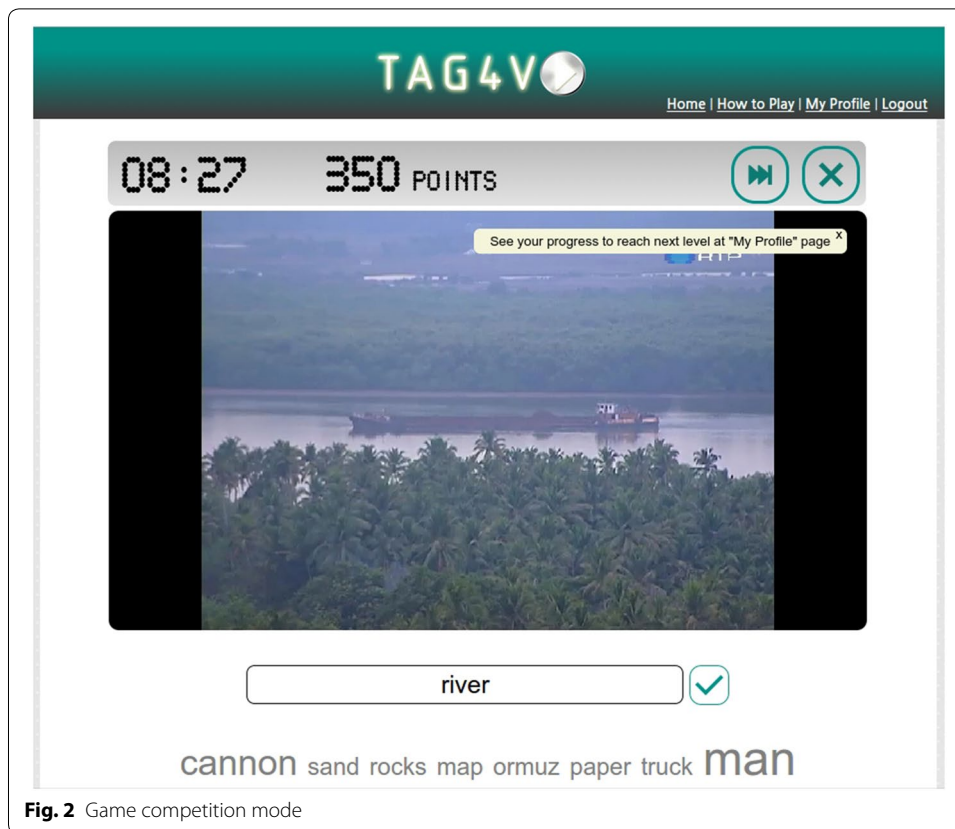 TAG4V
Home | How to Play | My Profile | Logout
08:27 350 POINTS
See your progress to reach next level at "My Profile" page x
RTP
river
cannon sand rocks map ormuz paper truck man
Fig. 2 Game competition mode